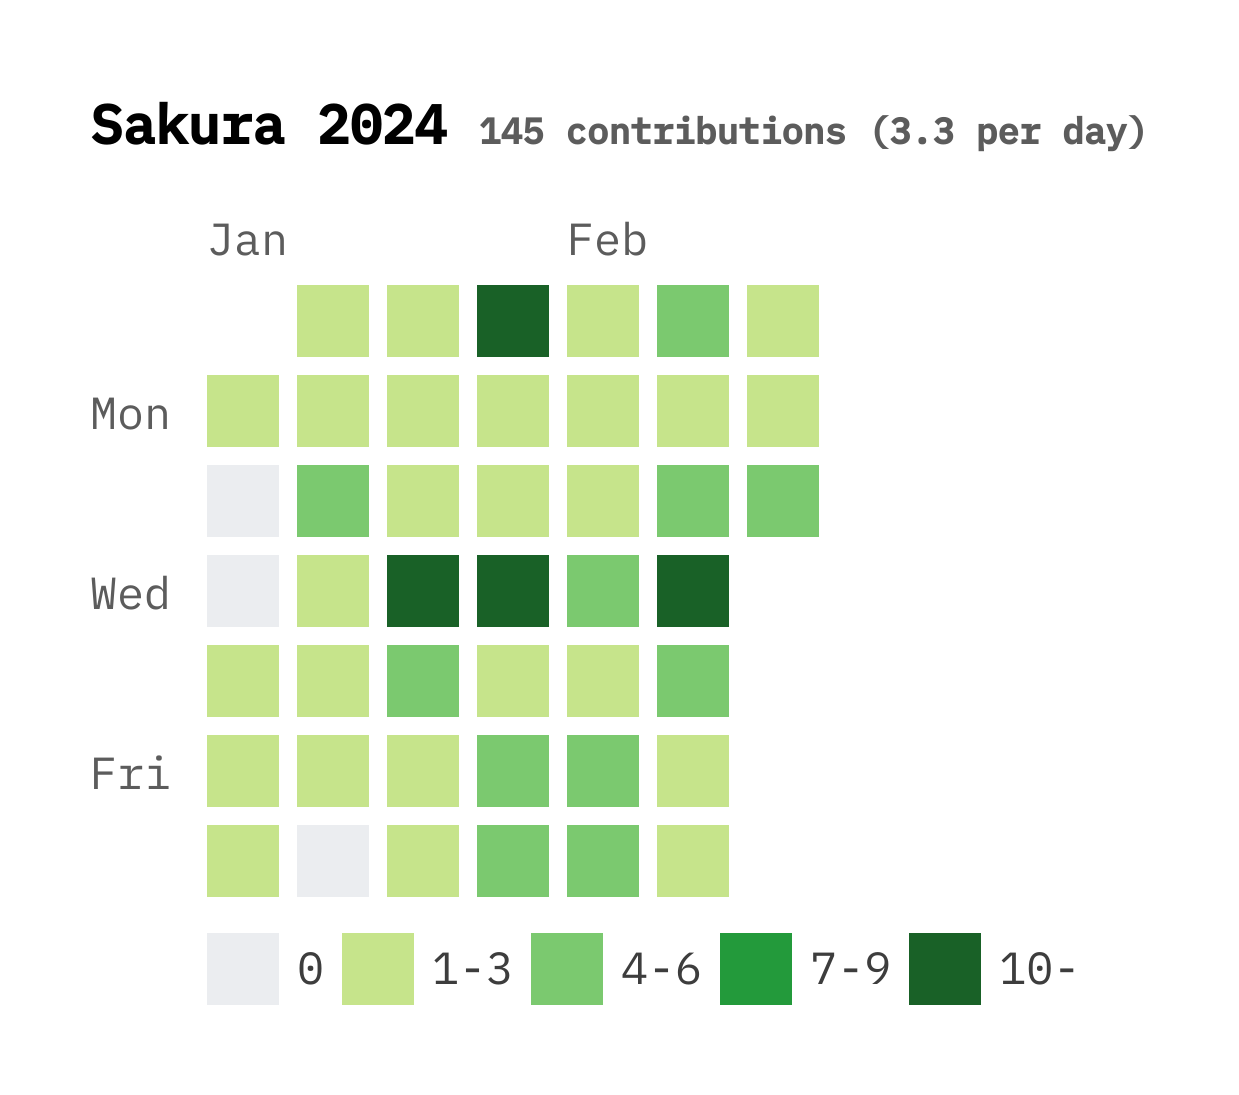 Sakura 2024 145 contributions (3.3 per day)
Jan Feb
Mon
Wed
Fri
0 1-3 4-6 7-9 10-